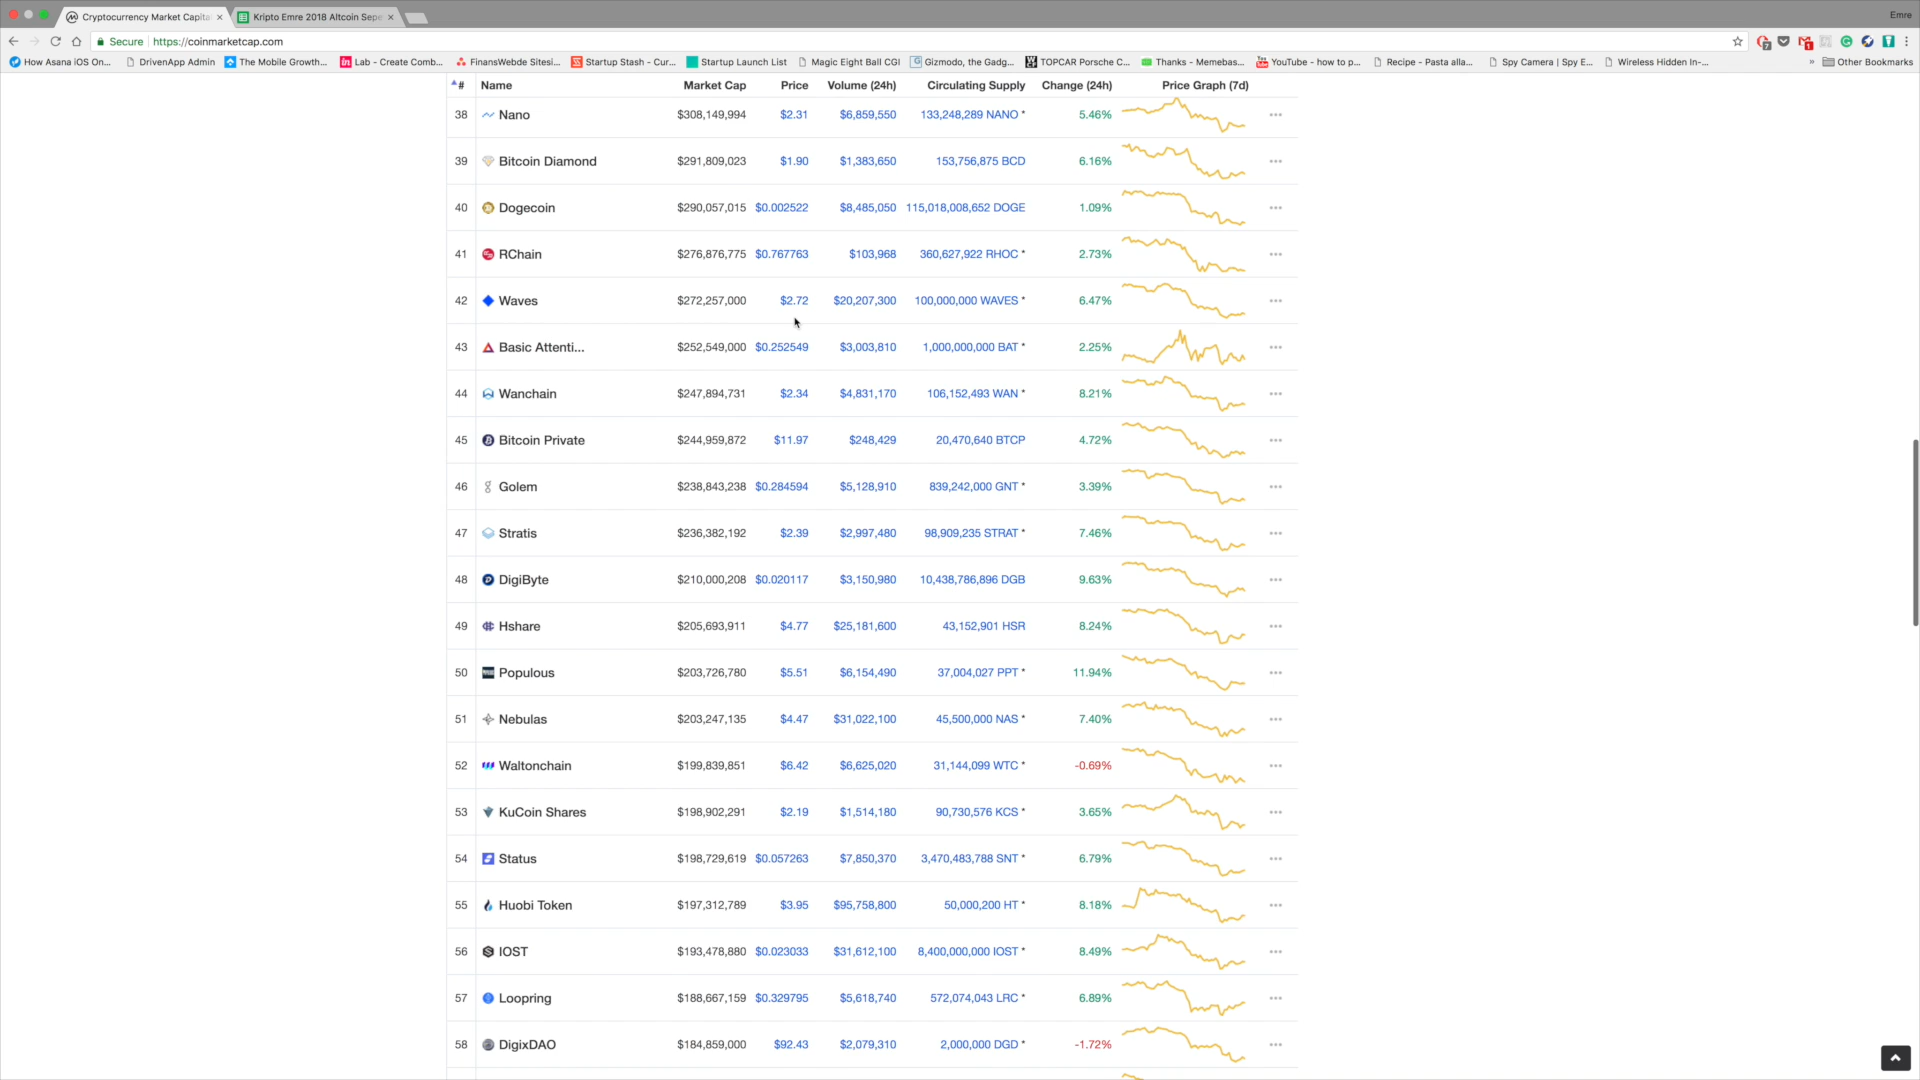 Cryptocurrency Market Capita
Kripto Emre 2018 Altcoin Sepe
Emre
Secure https://coinmarketcap.com
How Asana iOS On... DrivenApp Admin The Mobile Growth... Lab - Create Comb... FinansWebde Sitesi... Startup Stash - Cur... Startup Launch List Magic Eight Ball CGI Gizmodo, the Gadg... TOPCAR Porsche C... Thanks - Memebas... YouTube - how to p... Recipe - Pasta alla... Spy Camera | Spy E... Wireless Hidden In-... » Other Bookmarks
# Name Market Cap Price Volume (24h) Circulating Supply Change (24h) Price Graph (7d)
38 Nano $308,149,994 $2.31 $6,859,550 133,248,289 NANO * 5.46%
39 Bitcoin Diamond $291,809,023 $1.90 $1,383,650 153,756,875 BCD 6.16%
40 Dogecoin $290,057,015 $0.002522 $8,485,050 115,018,008,652 DOGE 1.09%
41 RChain $276,876,775 $0.767763 $103,968 360,627,922 RHOC * 2.73%
42 Waves $272,257,000 $2.72 $20,207,300 100,000,000 WAVES * 6.47%
43 Basic Attenti... $252,549,000 $0.252549 $3,003,810 1,000,000,000 BAT * 2.25%
44 Wanchain $247,894,731 $2.34 $4,831,170 106,152,493 WAN * 8.21%
45 Bitcoin Private $244,959,872 $11.97 $248,429 20,470,640 BTCP 4.72%
46 Golem $238,843,238 $0.284594 $5,128,910 839,242,000 GNT * 3.39%
47 Stratis $236,382,192 $2.39 $2,997,480 98,909,235 STRAT * 7.46%
48 DigiByte $210,000,208 $0.020117 $3,150,980 10,438,786,896 DGB 9.63%
49 Hshare $205,693,911 $4.77 $25,181,600 43,152,901 HSR 8.24%
50 Populous $203,726,780 $5.51 $6,154,490 37,004,027 PPT * 11.94%
51 Nebulas $203,247,135 $4.47 $31,022,100 45,500,000 NAS * 7.40%
52 Waltonchain $199,839,851 $6.42 $6,625,020 31,144,099 WTC * -0.69%
53 KuCoin Shares $198,902,291 $2.19 $1,514,180 90,730,576 KCS * 3.65%
54 Status $198,729,619 $0.057263 $7,850,370 3,470,483,788 SNT * 6.79%
55 Huobi Token $197,312,789 $3.95 $95,758,800 50,000,200 HT * 8.18%
56 IOST $193,478,880 $0.023033 $31,612,100 8,400,000,000 IOST * 8.49%
57 Loopring $188,667,159 $0.329795 $5,618,740 572,074,043 LRC * 6.89%
58 DigixDAO $184,859,000 $92.43 $2,079,310 2,000,000 DGD * -1.72%